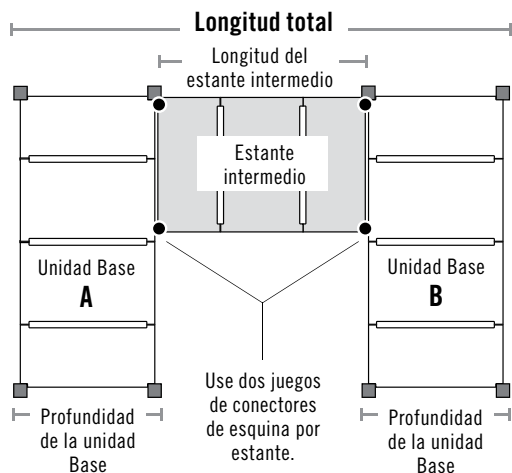 Longitud total
Longitud del
estante intermedio
Estante
intermedio
Unidad Base
A
Unidad Base
B
Use dos juegos
de conectores
de esquina por
estante.
Profundidad
de la unidad
Base
Profundidad
de la unidad
Base